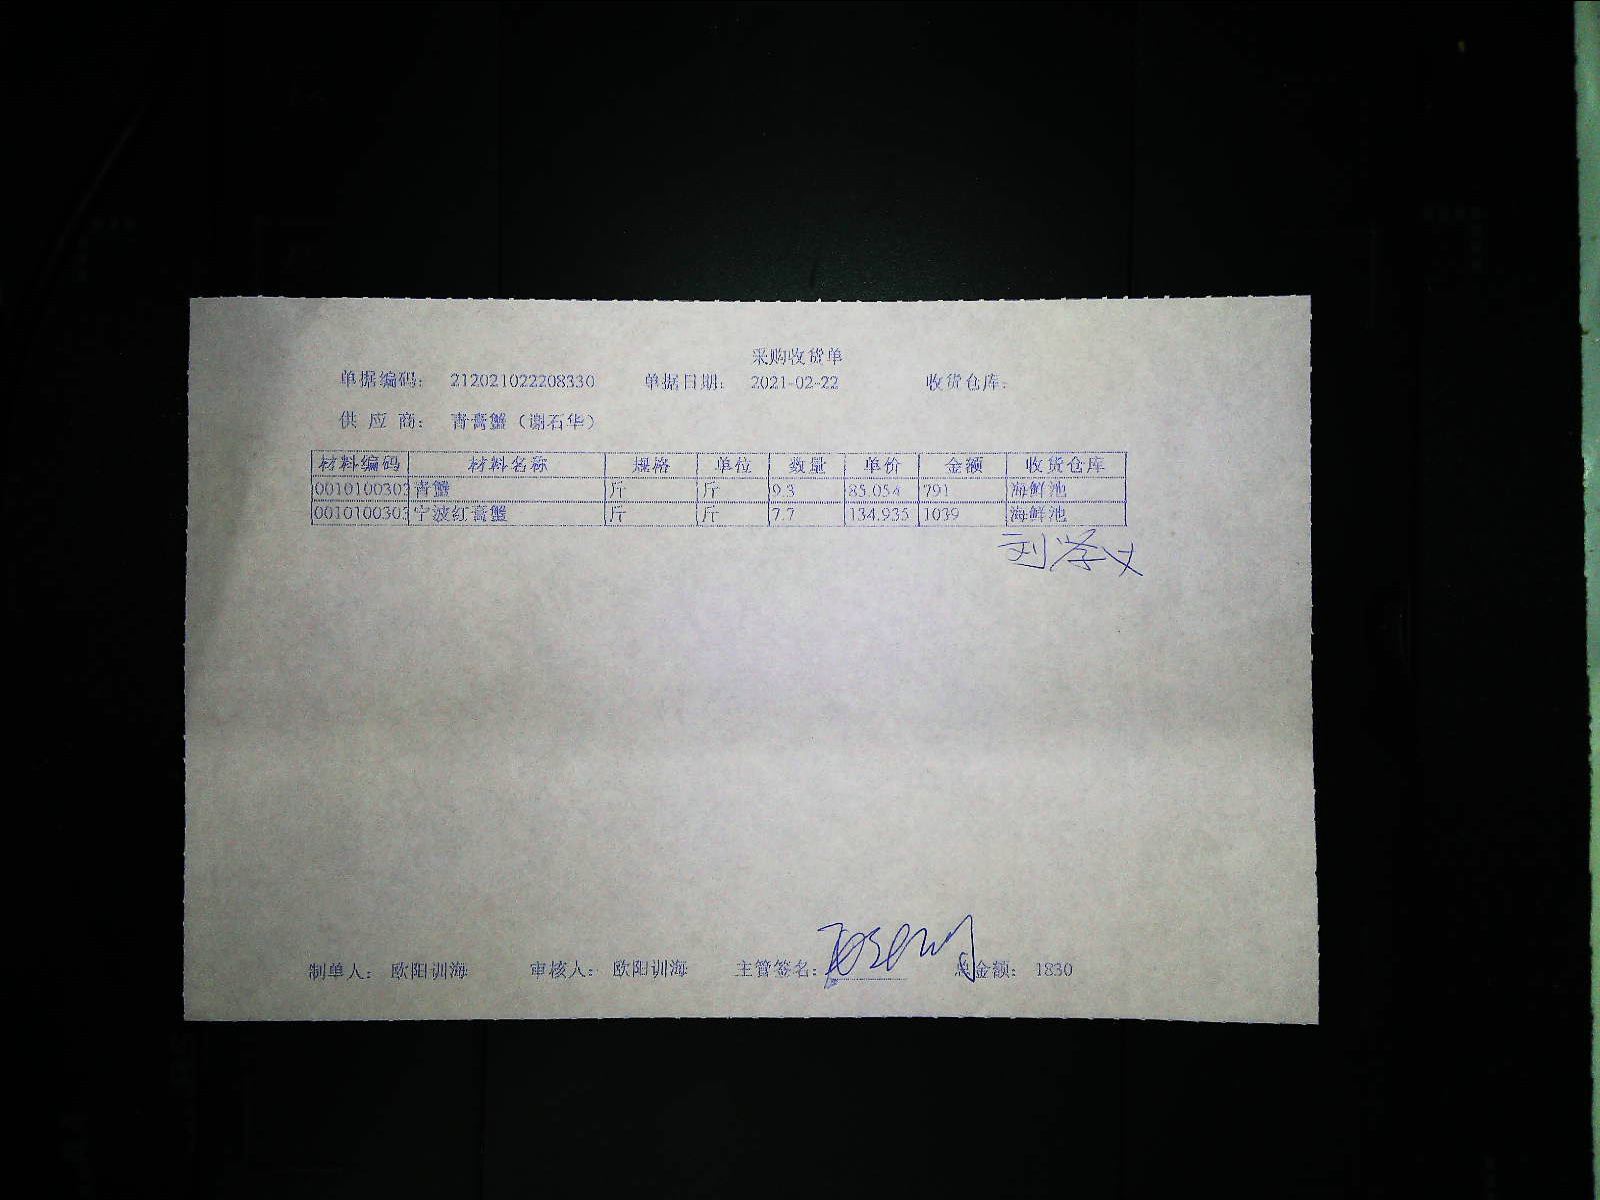 采购收货单
单据编码： 212021022208330 单据日期： 2021-02-22 收货仓库：
供 应 商： 青膏蟹（谢石华）
材料编码 材料名称 规格 单位 数量 单价 金额 收货仓库
0010100302 青蟹 斤 斤 9.3 85.054 791 海鲜池
0010100303 宁波红膏蟹 斤 斤 7.7 134.935 1039 海鲜池
刘学义
制单人： 欧阳训海 审核人： 欧阳训海 主管签名： 总金额： 1830